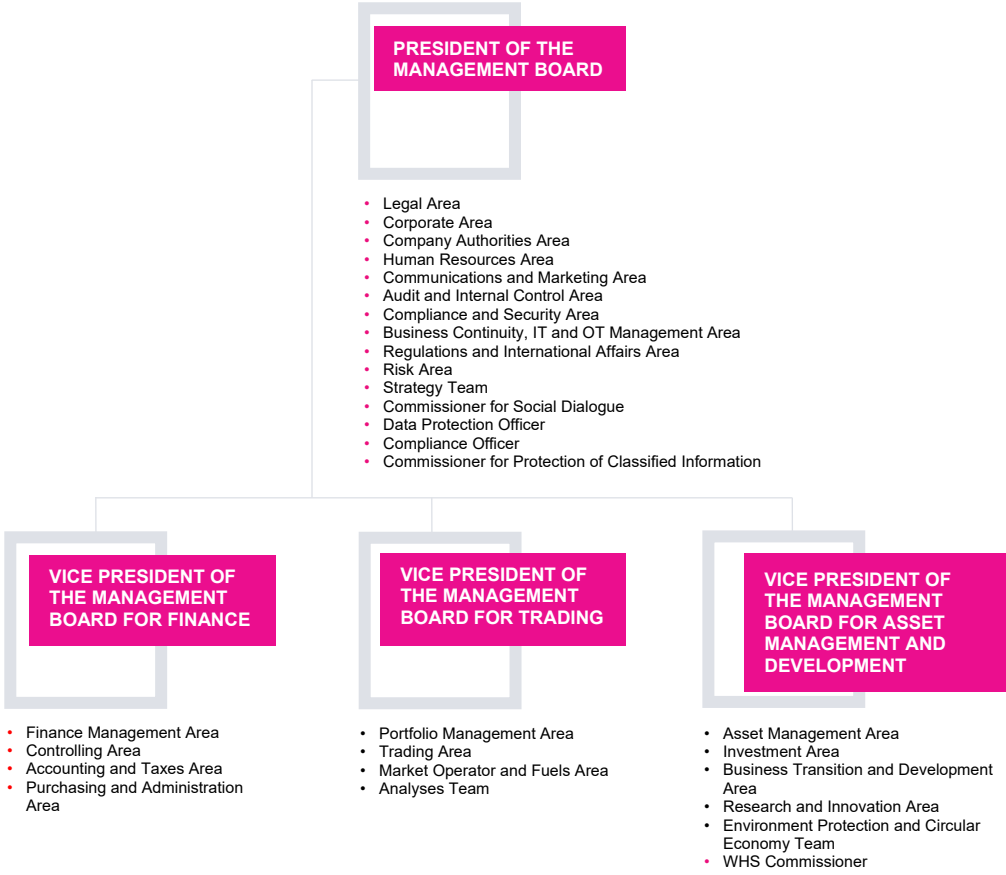 PRESIDENT OF THE
MANAGEMENT BOARD
• Legal Area
• Corporate Area
• Company Authorities Area
• Human Resources Area
• Communications and Marketing Area
• Audit and Internal Control Area
• Compliance and Security Area
• Business Continuity, IT and OT Management Area
• Regulations and International Affairs Area
• Risk Area
• Strategy Team
• Commissioner for Social Dialogue
• Data Protection Officer
• Compliance Officer
• Commissioner for Protection of Classified Information
VICE PRESIDENT OF
THE MANAGEMENT
BOARD FOR FINANCE
• Finance Management Area
• Controlling Area
• Accounting and Taxes Area
• Purchasing and Administration
Area
VICE PRESIDENT OF
THE MANAGEMENT
BOARD FOR TRADING
• Portfolio Management Area
• Trading Area
• Market Operator and Fuels Area
• Analyses Team
VICE PRESIDENT OF
THE MANAGEMENT
BOARD FOR ASSET
MANAGEMENT AND
DEVELOPMENT
• Asset Management Area
• Investment Area
• Business Transition and Development
Area
• Research and Innovation Area
• Environment Protection and Circular
Economy Team
• WHS Commissioner